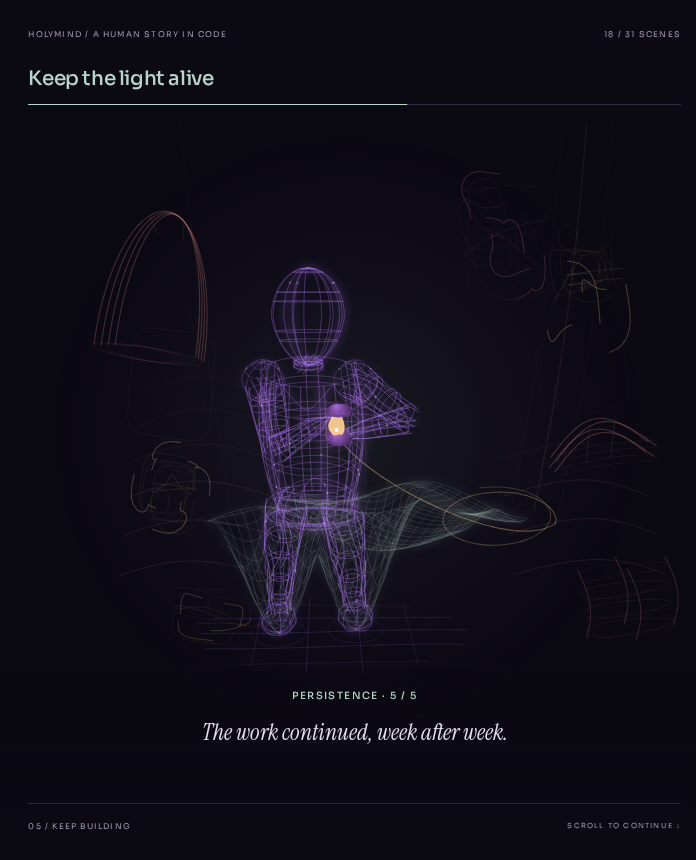 HOLYMIND / A HUMAN STORY IN CODE
18 / 31 SCENES
Keep the light alive
PERSISTENCE · 5 / 5
The work continued, week after week.
05 / KEEP BUILDING
SCROLL TO CONTINUE ↓